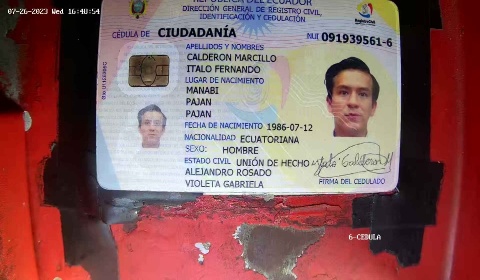 07-26-2023 Wed 16:40:54
REPÚBLICA DEL ECUADOR
DIRECCIÓN GENERAL DE REGISTRO CIVIL,
IDENTIFICACIÓN Y CEDULACIÓN
CÉDULA DE CIUDADANÍA
NUI 091939561-6
APELLIDOS Y NOMBRES
CALDERON MARCILLO
ITALO FERNANDO
LUGAR DE NACIMIENTO
MANABI
PAJAN
PAJAN
FECHA DE NACIMIENTO 1986-07-12
NACIONALIDAD ECUATORIANA
SEXO: HOMBRE
ESTADO CIVIL UNIÓN DE HECHO
ALEJANDRO ROSADO
VIOLETA GABRIELA
FIRMA DEL CEDULADO
6-CEDULA